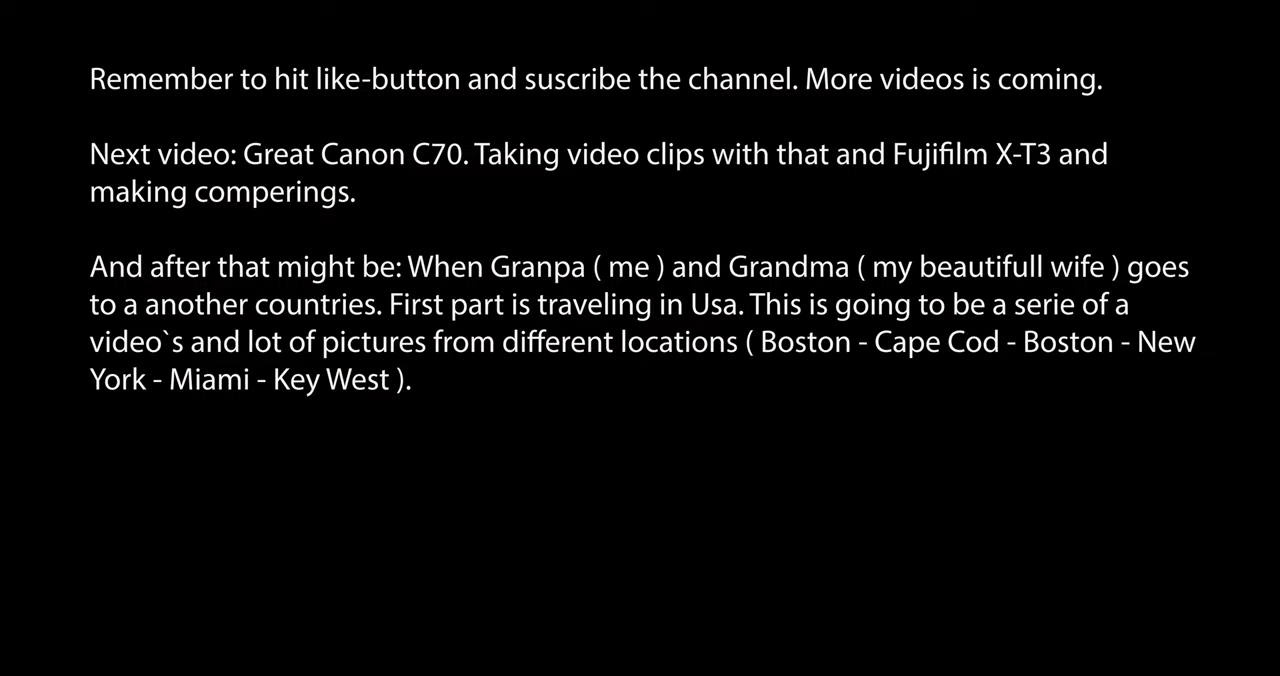 Remember to hit like-button and suscribe the channel. More videos is coming.
Next video: Great Canon C70. Taking video clips with that and Fujifilm X-T3 and
making comperings.
And after that might be: When Granpa ( me ) and Grandma ( my beautifull wife ) goes
to a another countries. First part is traveling in Usa. This is going to be a serie of a
video`s and lot of pictures from different locations ( Boston - Cape Cod - Boston - New
York - Miami - Key West ).